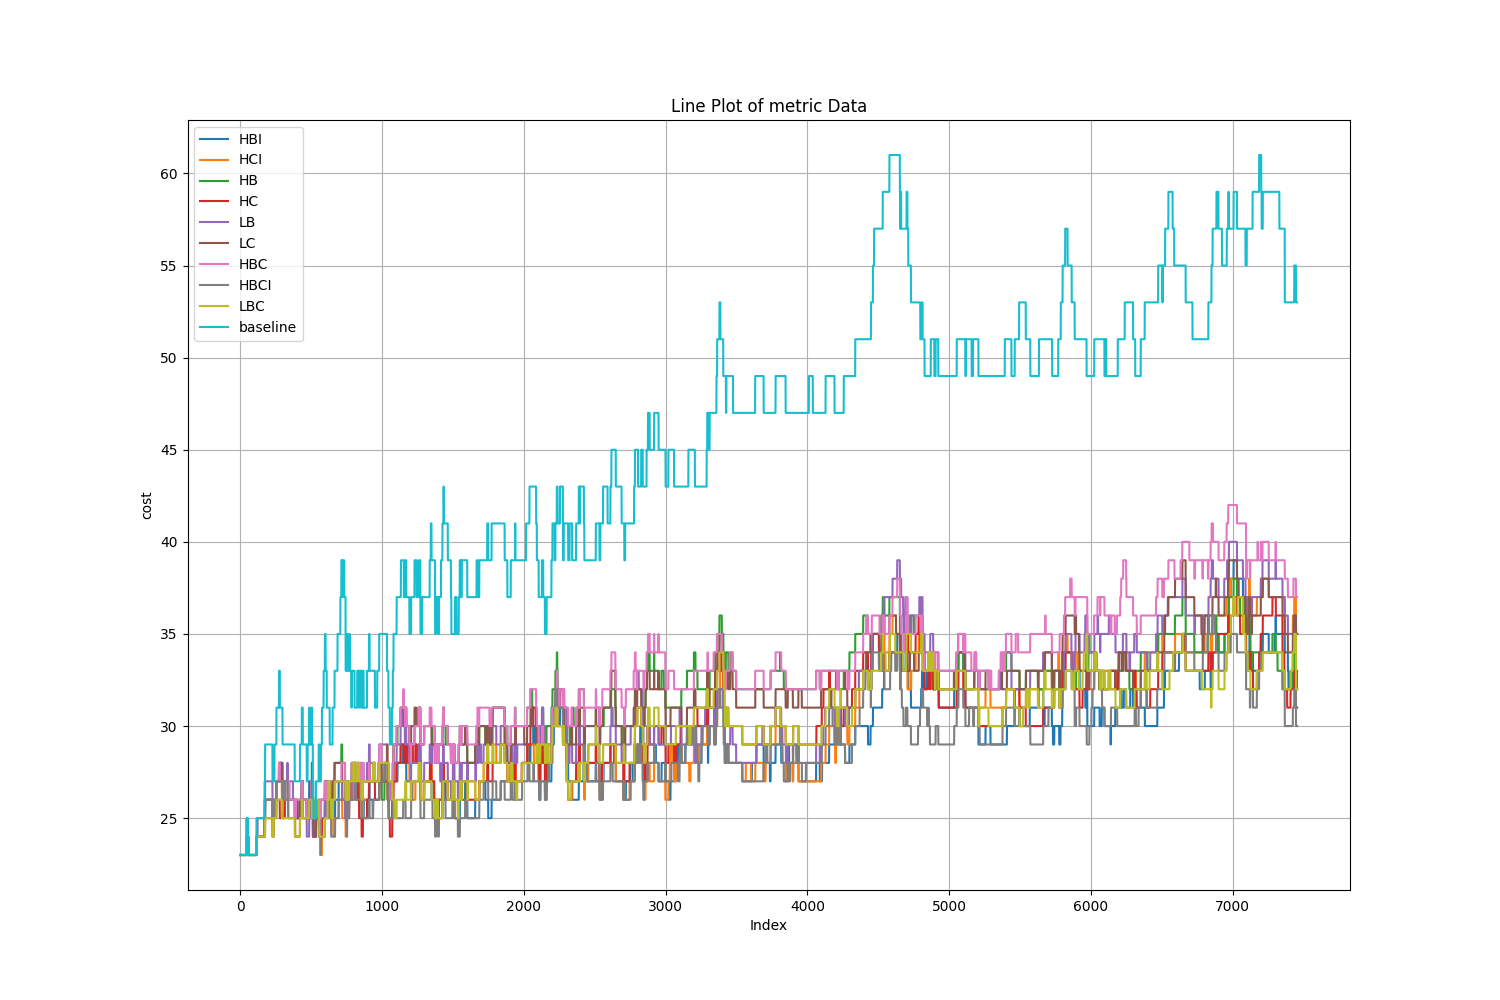 Line Plot of metric Data
HBI
HCI
HB
HC
LB
LC
HBC
HBCI
LBC
baseline
60
55
50
45
40
35
30
25
cost
0 1000 2000 3000 4000 5000 6000 7000
Index